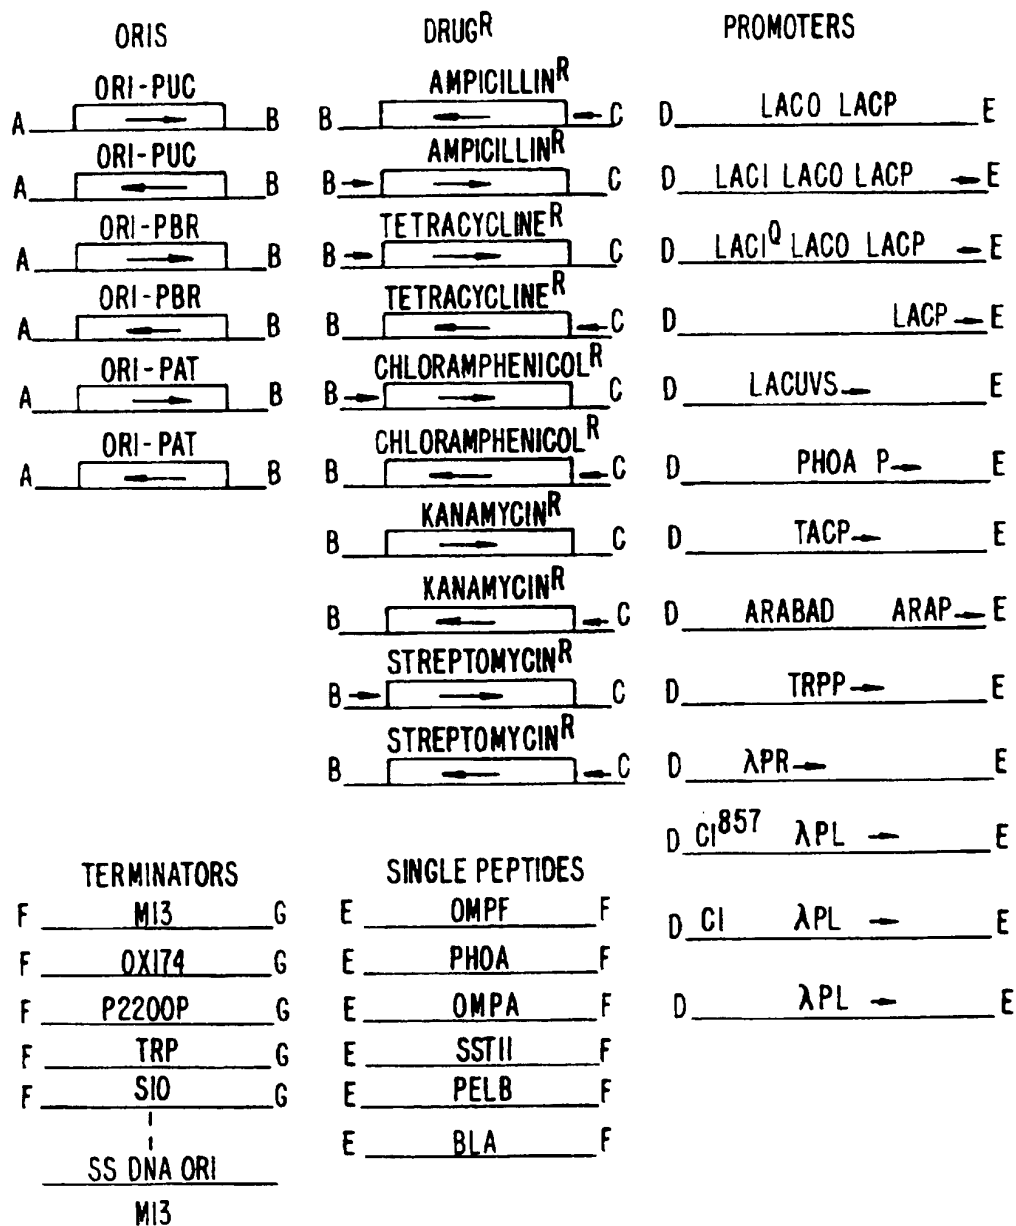 ORIS
ORI-PUC
A B
ORI-PUC
A B
ORI-PBR
A B
ORI-PBR
A B
ORI-PAT
A B
ORI-PAT
A B
DRUGR
AMPICILLINR
B C
AMPICILLINR
B C
TETRACYCLINER
B C
TETRACYCLINER
B C
CHLORAMPHENICOLR
B C
CHLORAMPHENICOLR
B C
KANAMYCINR
B C
KANAMYCINR
B C
STREPTOMYCINR
B C
STREPTOMYCINR
B C
PROMOTERS
D LACO LACP E
D LACI LACO LACP E
D LACIQ LACO LACP E
D LACP E
D LACUVS E
D PHOA P E
D TACP E
D ARABAD ARAP E
D TRPP E
D λPR E
D CI857 λPL E
D CI λPL E
D λPL E
TERMINATORS
F M13 G
F OX174 G
F P2200P G
F TRP G
F S10 G
SS DNA ORI
M13
SINGLE PEPTIDES
E OMPF F
E PHOA F
E OMPA F
E SSTII F
E PELB F
E BLA F